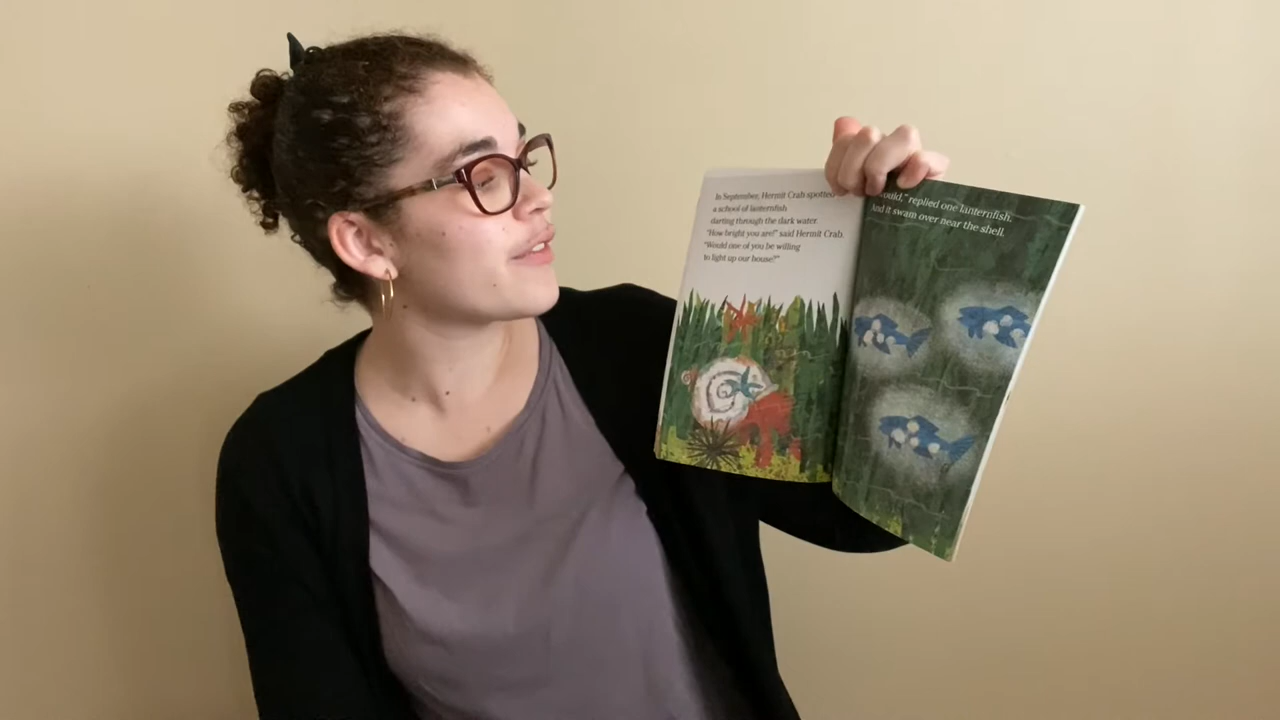 In September, Hermit Crab spotted
a school of lanternfish
darting through the dark water.
"How bright you are!" said Hermit Crab.
"Would one of you be willing
to light up our house?"
would," replied one lanternfish.
And it swam over near the shell.